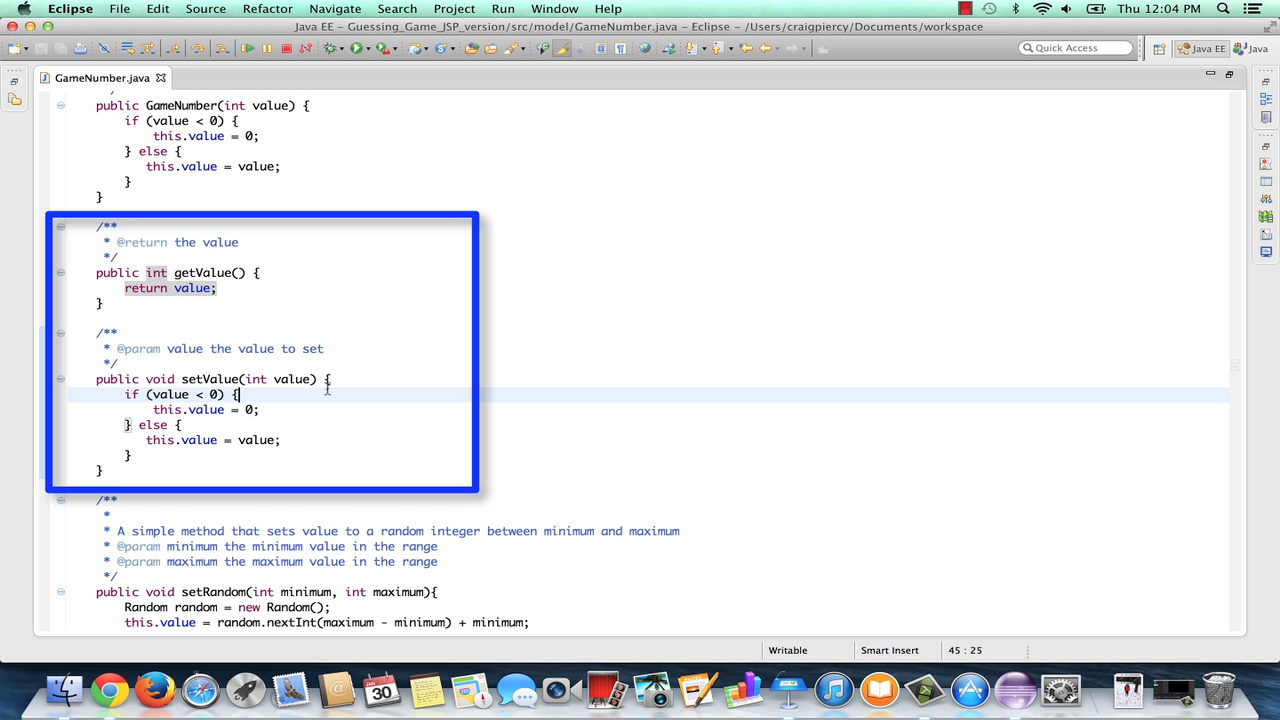 Eclipse File Edit Source Refactor Navigate Search Project Run Window Help Thu 12:04 PM
Java EE - Guessing_Game_JSP_version/src/model/GameNumber.java - Eclipse - /Users/craigpiercy/Documents/workspace
Quick Access Java EE Java
GameNumber.java
*/
public GameNumber(int value) {
if (value < 0) {
this.value = 0;
} else {
this.value = value;
}
}
/**
* @return the value
*/
public int getValue() {
return value;
}
/**
* @param value the value to set
*/
public void setValue(int value) {
if (value < 0) {
this.value = 0;
} else {
this.value = value;
}
}
/**
*
* A simple method that sets value to a random integer between minimum and maximum
* @param minimum the minimum value in the range
* @param maximum the maximum value in the range
*/
public void setRandom(int minimum, int maximum){
Random random = new Random();
this.value = random.nextInt(maximum - minimum) + minimum;
Writable Smart Insert 45 : 25
JAN
30